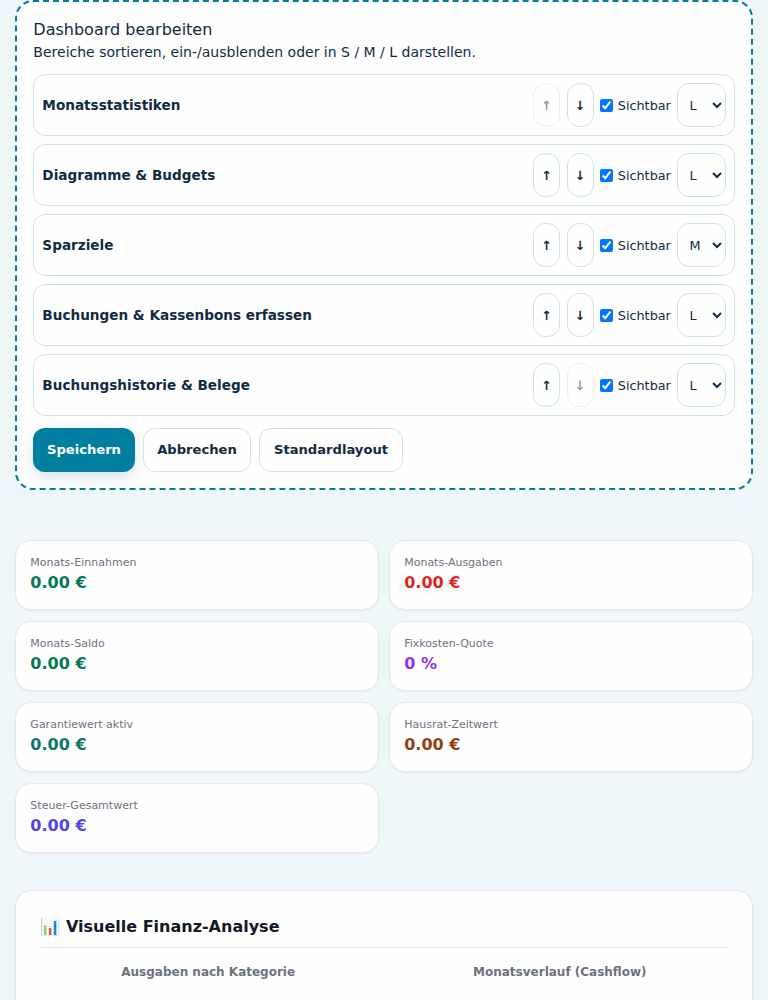 Dashboard bearbeiten
Bereiche sortieren, ein-/ausblenden oder in S / M / L darstellen.
Monatsstatistiken ↑ ↓ Sichtbar L
Diagramme & Budgets ↑ ↓ Sichtbar L
Sparziele ↑ ↓ Sichtbar M
Buchungen & Kassenbons erfassen ↑ ↓ Sichtbar L
Buchungshistorie & Belege ↑ ↓ Sichtbar L
Speichern Abbrechen Standardlayout
Monats-Einnahmen
0.00 €
Monats-Ausgaben
0.00 €
Monats-Saldo
0.00 €
Fixkosten-Quote
0 %
Garantiewert aktiv
0.00 €
Hausrat-Zeitwert
0.00 €
Steuer-Gesamtwert
0.00 €
📊 Visuelle Finanz-Analyse
Ausgaben nach Kategorie
Monatsverlauf (Cashflow)